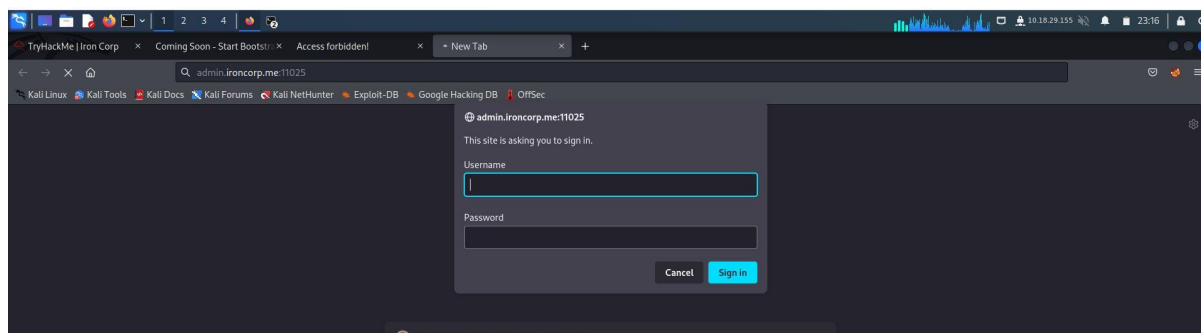 1 2 3 4 10.18.29.155 23:16
TryHackMe | Iron Corp × Coming Soon - Start Bootstr × Access forbidden! × New Tab × +
admin.ironcorp.me:11025
Kali Linux Kali Tools Kali Docs Kali Forums Kali NetHunter Exploit-DB Google Hacking DB OffSec
admin.ironcorp.me:11025
This site is asking you to sign in.
Username
Password
Cancel Sign in